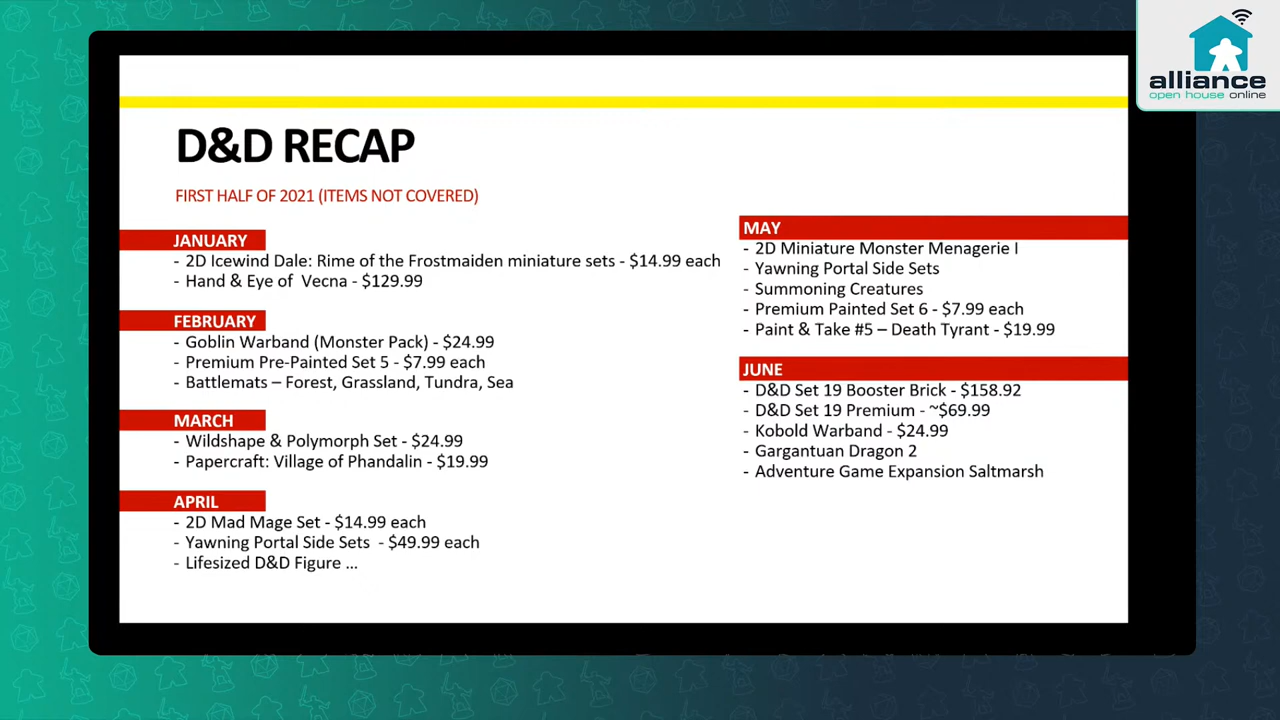 alliance
open house online
D&D RECAP
FIRST HALF OF 2021 (ITEMS NOT COVERED)
JANUARY
- 2D Icewind Dale: Rime of the Frostmaiden miniature sets - $14.99 each
- Hand & Eye of Vecna - $129.99
FEBRUARY
- Goblin Warband (Monster Pack) - $24.99
- Premium Pre-Painted Set 5 - $7.99 each
- Battlemats – Forest, Grassland, Tundra, Sea
MARCH
- Wildshape & Polymorph Set - $24.99
- Papercraft: Village of Phandalin - $19.99
APRIL
- 2D Mad Mage Set - $14.99 each
- Yawning Portal Side Sets - $49.99 each
- Lifesized D&D Figure ...
MAY
- 2D Miniature Monster Menagerie I
- Yawning Portal Side Sets
- Summoning Creatures
- Premium Painted Set 6 - $7.99 each
- Paint & Take #5 – Death Tyrant - $19.99
JUNE
- D&D Set 19 Booster Brick - $158.92
- D&D Set 19 Premium - ~$69.99
- Kobold Warband - $24.99
- Gargantuan Dragon 2
- Adventure Game Expansion Saltmarsh